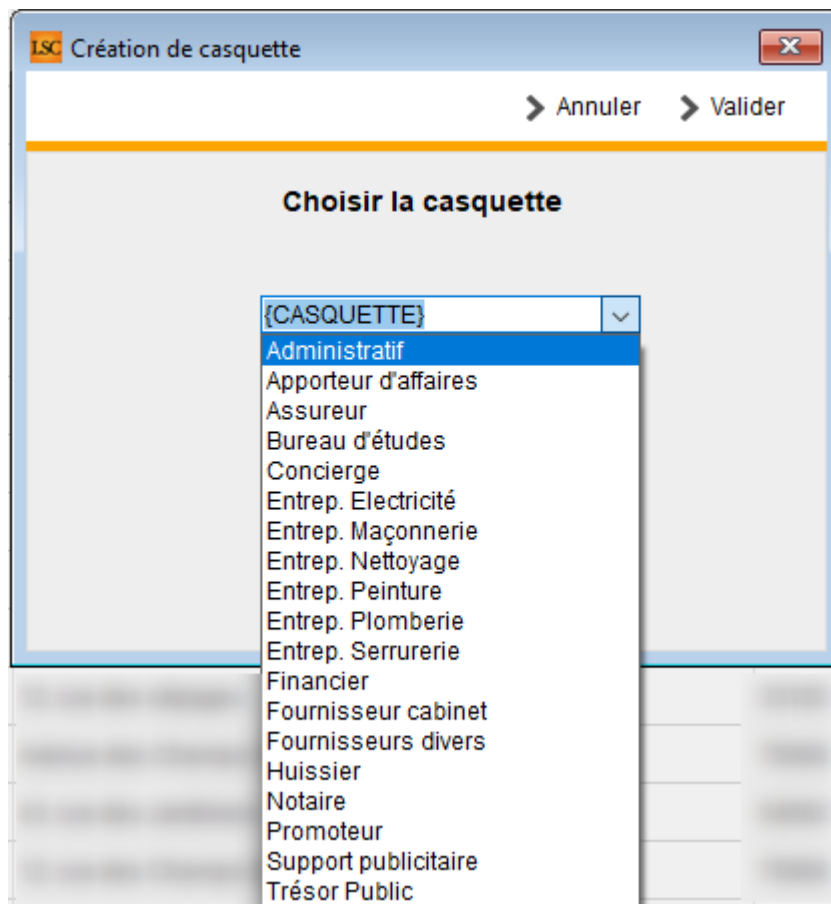 LSC Création de casquette
Annuler Valider
Choisir la casquette
{CASQUETTE}
Administratif
Apporteur d'affaires
Assureur
Bureau d'études
Concierge
Entrep. Electricité
Entrep. Maçonnerie
Entrep. Nettoyage
Entrep. Peinture
Entrep. Plomberie
Entrep. Serrurerie
Financier
Fournisseur cabinet
Fournisseurs divers
Huissier
Notaire
Promoteur
Support publicitaire
Trésor Public